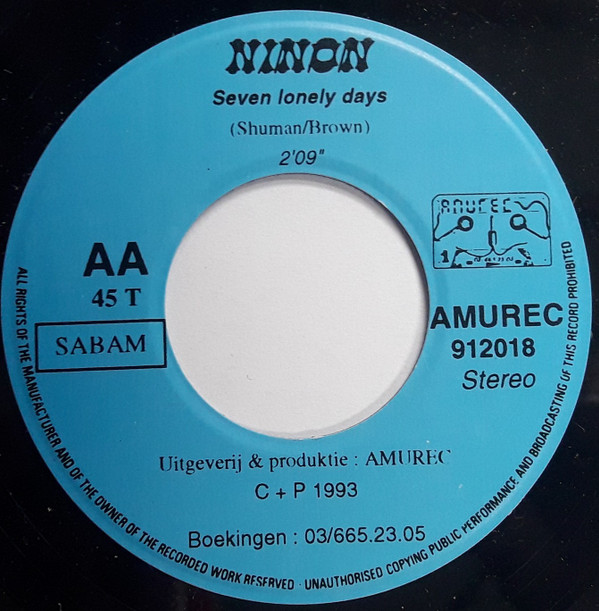 NINON
Seven lonely days
(Shuman/Brown)
2'09"
AMUREC
1
AA
45 T
SABAM
AMUREC
912018
Stereo
Uitgeverij & produktie : AMUREC
C + P 1993
Boekingen : 03/665.23.05
ALL RIGHTS OF THE MANUFACTURER AND OF THE OWNER OF THE RECORDED WORK RESERVED · UNAUTHORISED COPYING PUBLIC PERFORMANCE AND BROADCASTING OF THIS RECORD PROHIBITED